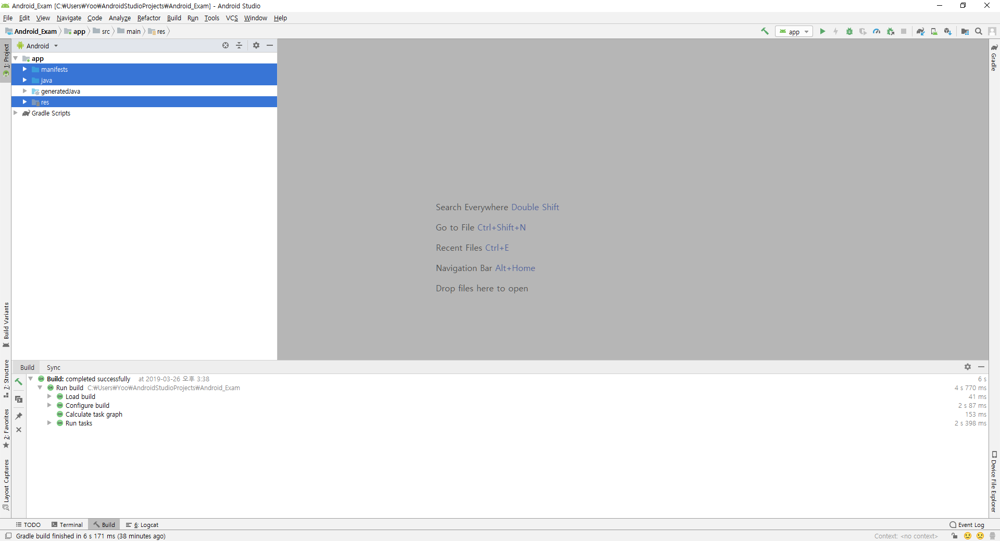 Android_Exam [C:₩Users₩Yoo₩AndroidStudioProjects₩Android_Exam] - Android Studio
File Edit View Navigate Code Analyze Refactor Build Run Tools VCS Window Help
Android_Exam app src main res
app
Android
1: Project
Gradle
app
manifests
java
generatedJava
res
Gradle Scripts
Search Everywhere Double Shift
Go to File Ctrl+Shift+N
Recent Files Ctrl+E
Navigation Bar Alt+Home
Drop files here to open
Build Variants
7: Structure
2: Favorites
Layout Captures
Build Sync
Build: completed successfully at 2019-03-26 오후 3:38 6 s
Run build C:₩Users₩Yoo₩AndroidStudioProjects₩Android_Exam 4 s 770 ms
Load build 41 ms
Configure build 2 s 87 ms
Calculate task graph 153 ms
Run tasks 2 s 398 ms
Device File Explorer
TODO Terminal Build 6: Logcat Event Log
Gradle build finished in 6 s 171 ms (38 minutes ago) Context: <no context>